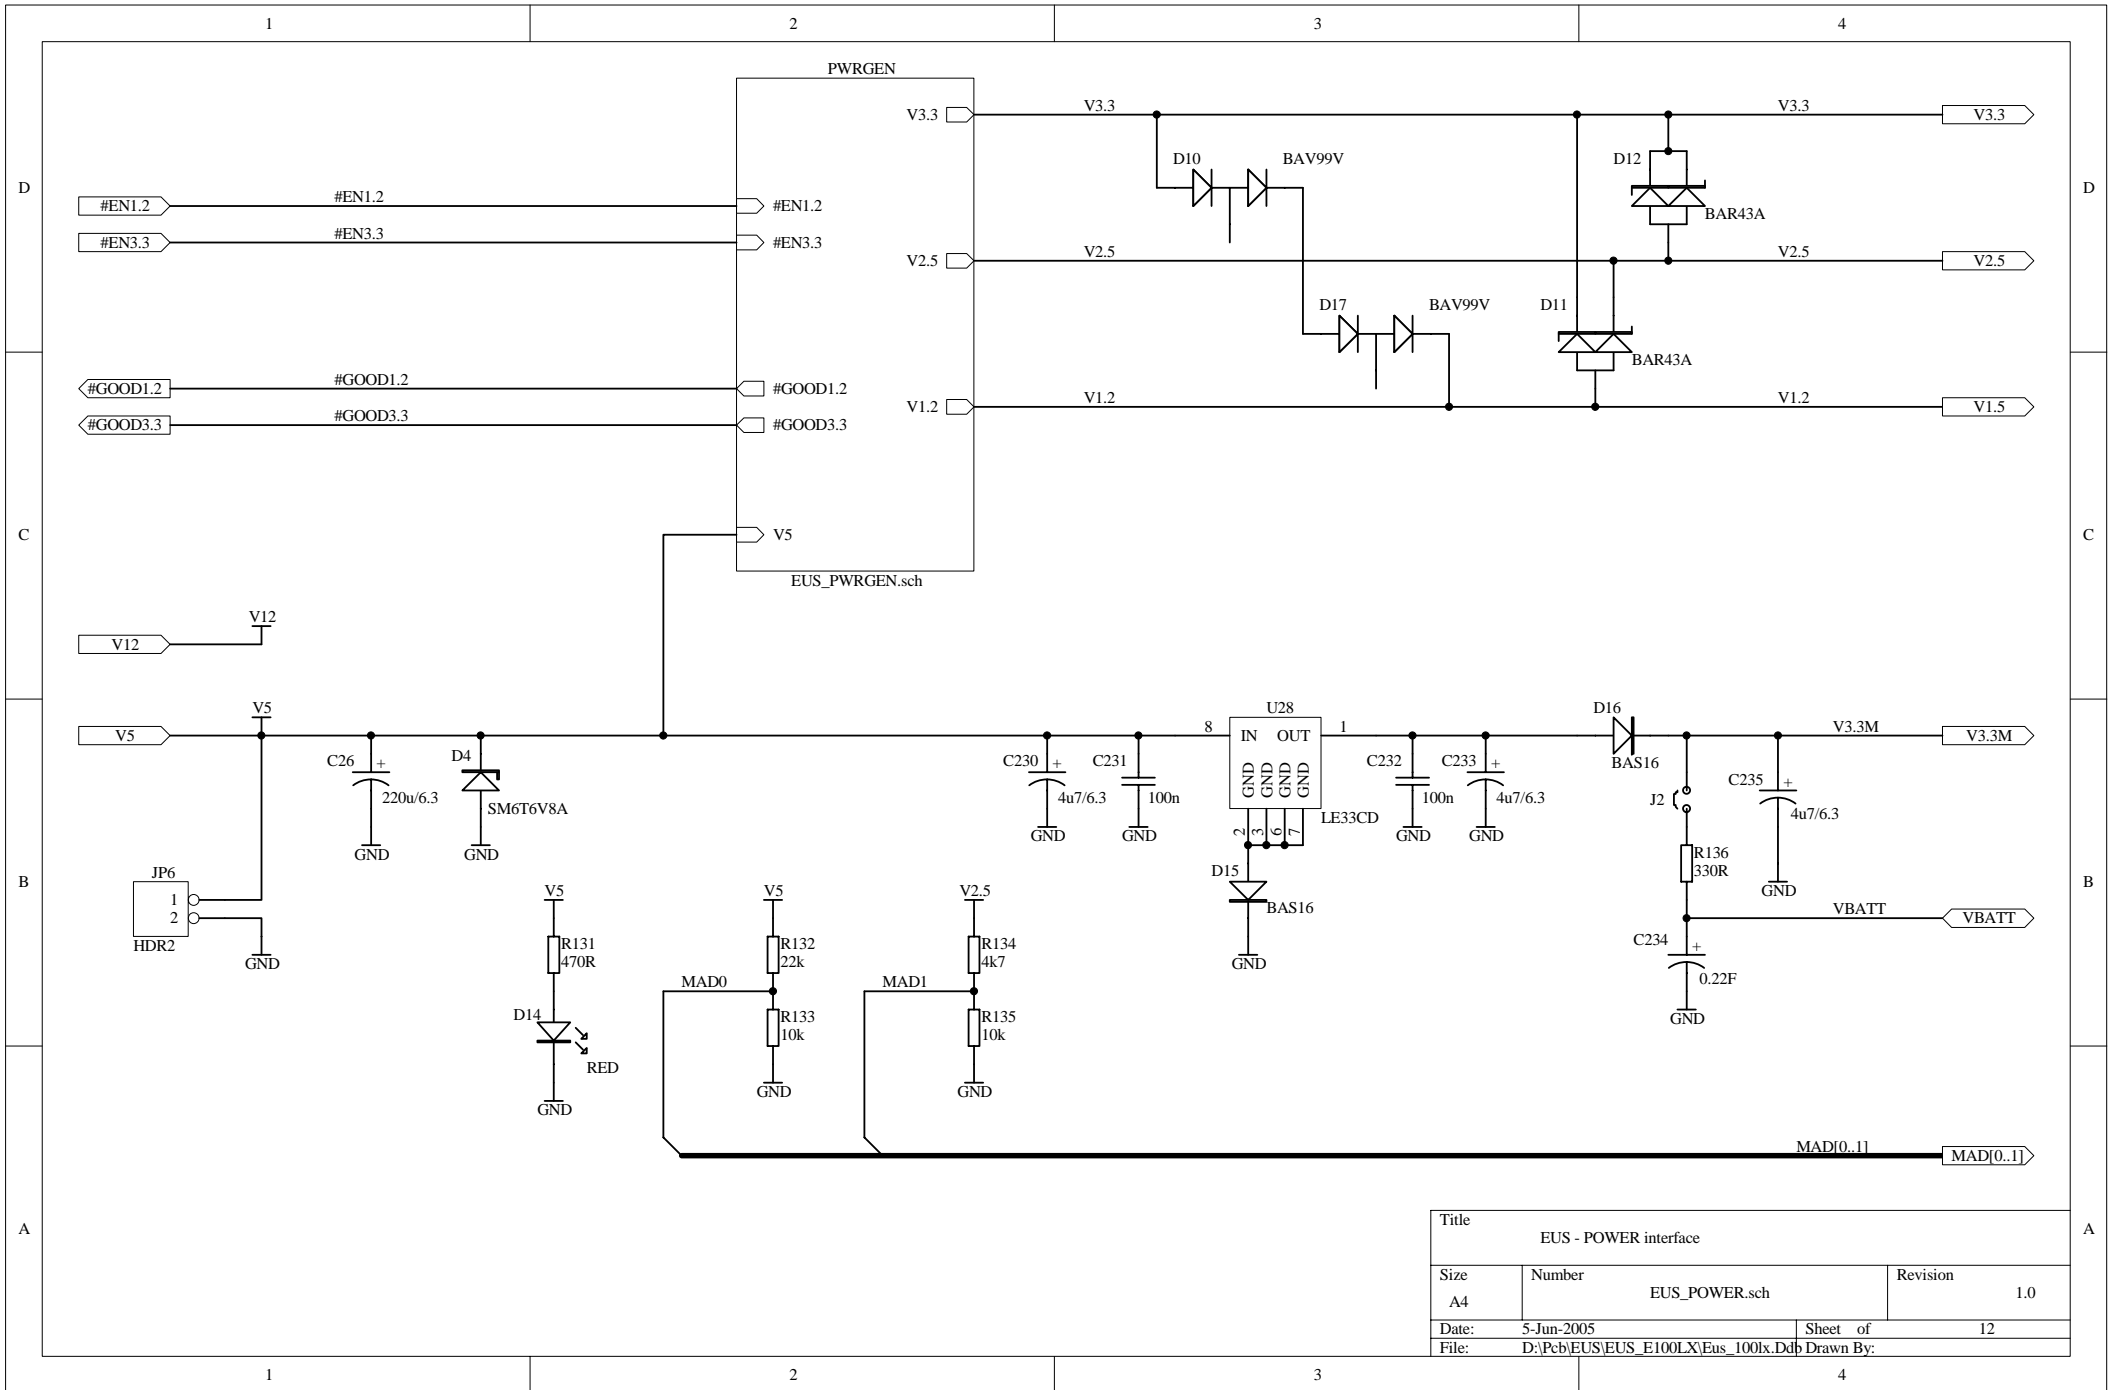 1 2 3 4
PWRGEN
V3.3 V3.3 V3.3 V3.3
D10 BAV99V D12
D D
#EN1.2 #EN1.2 #EN1.2
BAR43A
#EN3.3 #EN3.3 #EN3.3
V2.5 V2.5 V2.5 V2.5
D17 BAV99V D11
BAR43A
#GOOD1.2 #GOOD1.2 #GOOD1.2
V1.2 V1.2 V1.2 V1.5
#GOOD3.3 #GOOD3.3 #GOOD3.3
C V5 C
EUS_PWRGEN.sch
V12
V12
V5 U28 D16
V5 8 IN OUT 1 V3.3M V3.3M
C26 + D4 C230 + C231 C232 C233 + BAS16 C235 +
220u/6.3 SM6T6V8A 4u7/6.3 100n GND GND GND GND 100n 4u7/6.3 J2 4u7/6.3
LE33CD
2 3 6 7
GND GND GND GND GND GND
R136
330R
JP6 D15
B B
1 V5 V5 V2.5 GND
2 BAS16 VBATT VBATT
HDR2 R131 R132 R134 C234 +
GND 470R 22k 4k7 GND
MAD0 MAD1 0.22F
D14 R133 R135 GND
10k 10k
RED
GND GND
GND
MAD[0..1] MAD[0..1]
A A
Title
EUS - POWER interface
Size Number Revision
A4 EUS_POWER.sch 1.0
Date: 5-Jun-2005 Sheet of 12
File: D:\Pcb\EUS\EUS_E100LX\Eus_100lx.Ddb Drawn By:
1 2 3 4